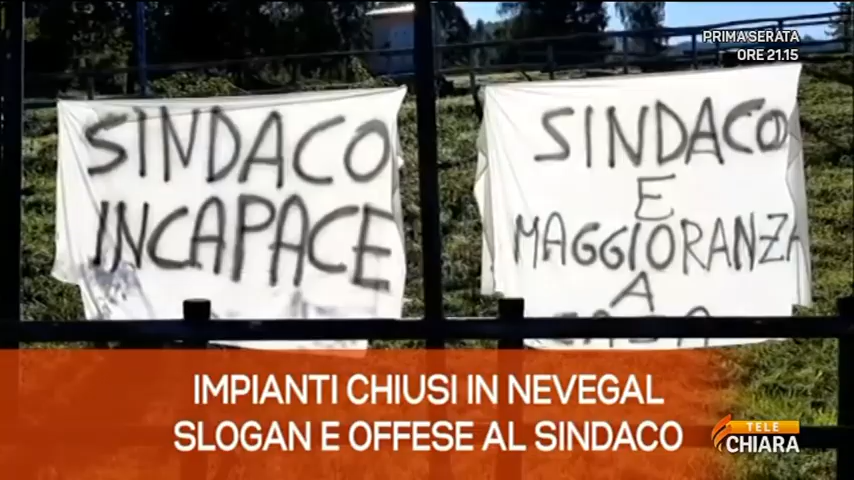 PRIMA SERATA
ORE 21.15
SINDACO
INCAPACE
SINDACO
E
MAGGIORANZA
A
CASA
IMPIANTI CHIUSI IN NEVEGAL
SLOGAN E OFFESE AL SINDACO
TELE
CHIARA